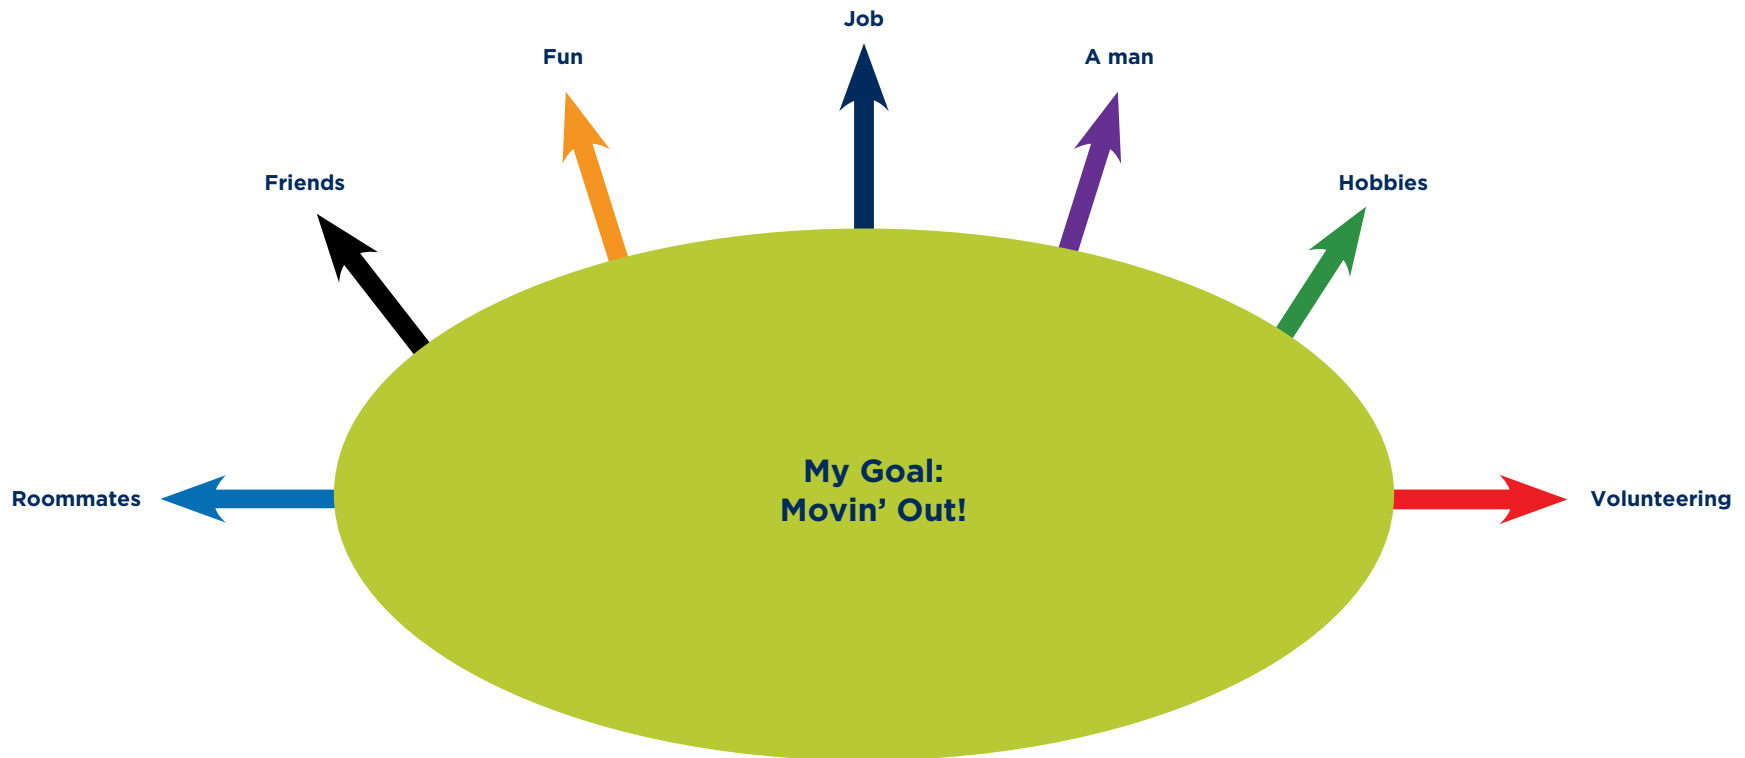 Job
Fun
A man
Friends
Hobbies
My Goal:
Movin’ Out!
Roommates
Volunteering